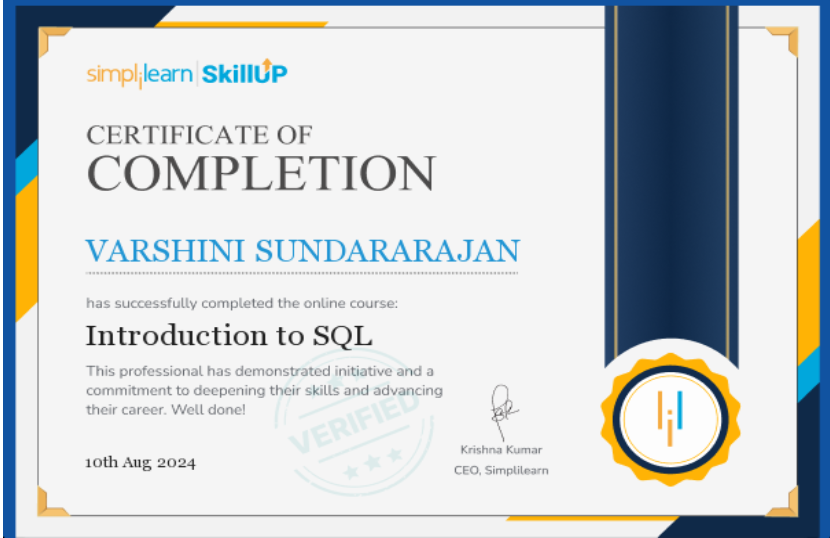 simplilearn | SkillUP
CERTIFICATE OF
COMPLETION
VARSHINI SUNDARARAJAN
has successfully completed the online course:
Introduction to SQL
This professional has demonstrated initiative and a
commitment to deepening their skills and advancing
their career. Well done!
VERIFIED
10th Aug 2024
Krishna Kumar
CEO, Simplilearn